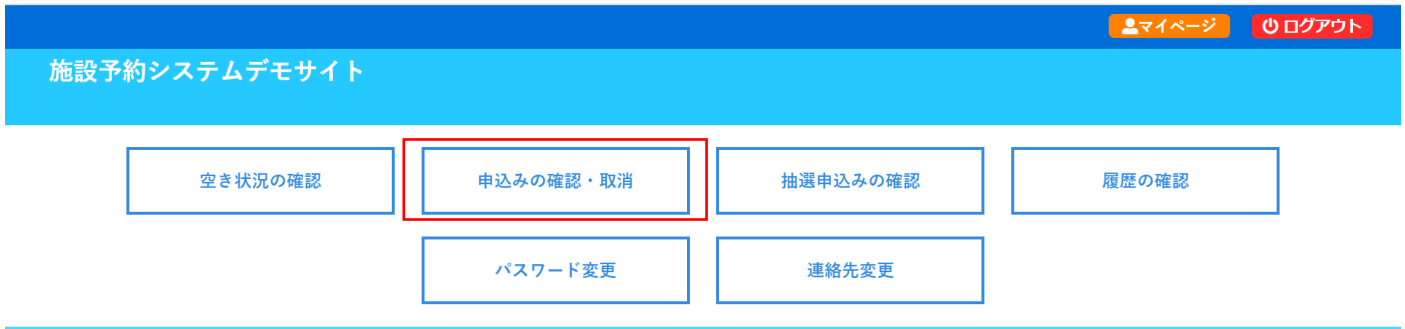 マイページ ログアウト
施設予約システムデモサイト
空き状況の確認 申込みの確認・取消 抽選申込みの確認 履歴の確認
パスワード変更 連絡先変更